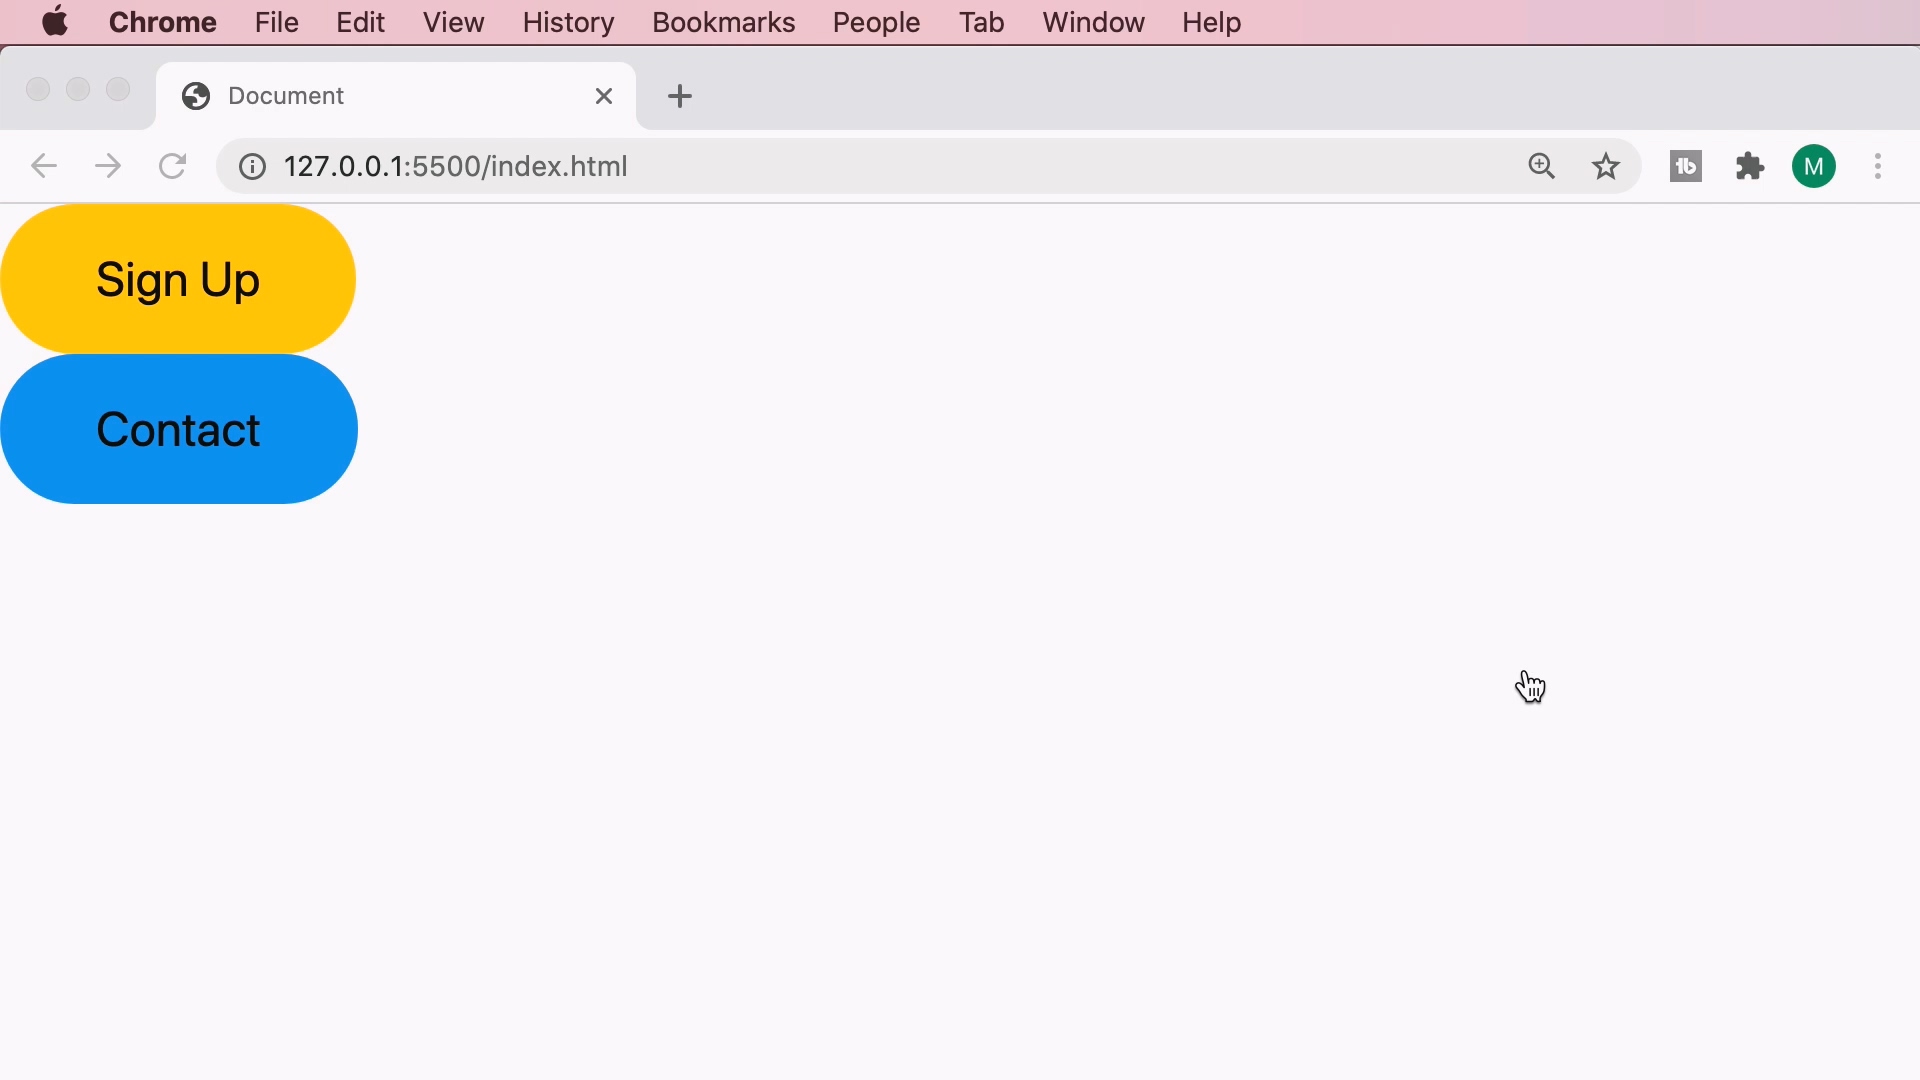 Chrome File Edit View History Bookmarks People Tab Window Help
Document
127.0.0.1:5500/index.html
M
Sign Up
Contact